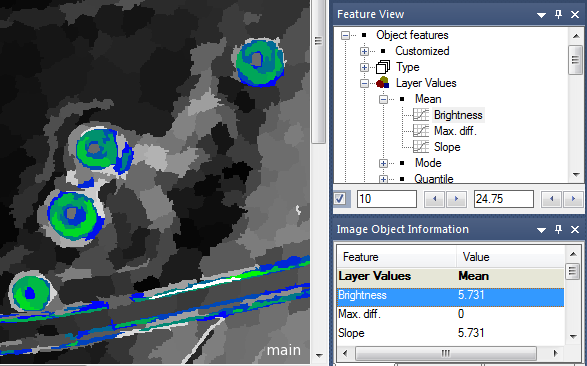 Feature View
Object features
Customized
Type
Layer Values
Mean
Brightness
Max. diff.
Slope
Mode
Quantile
10 24.75
Image Object Information
Feature Value
Layer Values Mean
Brightness 5.731
Max. diff. 0
Slope 5.731
main